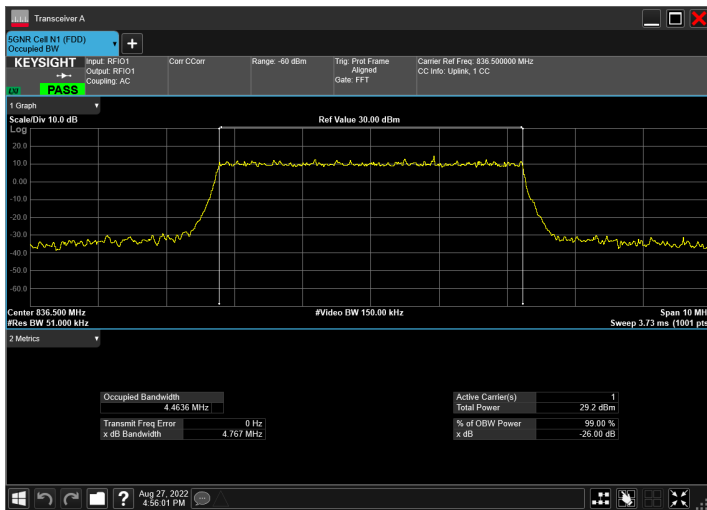 Transceiver A
5GNR Cell N1 (FDD)
Occupied BW
KEYSIGHT
PASS
Input: RFIO1
Output: RFIO1
Coupling: AC
Corr CCorr
Range: -60 dBm
Trig: Prot Frame
Aligned
Gate: FFT
Carrier Ref Freq: 836.500000 MHz
CC Info: Uplink, 1 CC
1 Graph
Scale/Div 10.0 dB
Ref Value 30.00 dBm
Log
20.0
10.0
0.00
-10.0
-20.0
-30.0
-40.0
-50.0
-60.0
Center 836.500 MHz
#Video BW 150.00 kHz
Span 10 MH
#Res BW 51.000 kHz
Sweep 3.73 ms (1001 pts
2 Metrics
Occupied Bandwidth
4.4636 MHz
Transmit Freq Error 0 Hz
x dB Bandwidth 4.767 MHz
Active Carrier(s) 1
Total Power 29.2 dBm
% of OBW Power 99.00 %
x dB -26.00 dB
?
Aug 27, 2022
4:56:01 PM